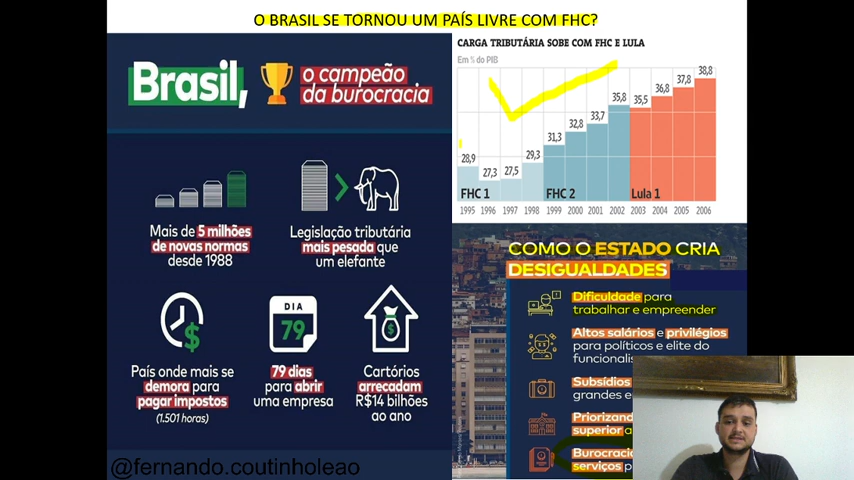 O BRASIL SE TORNOU UM PAÍS LIVRE COM FHC?
Brasil,
o campeão
da burocracia
Mais de 5 milhões
de novas normas
desde 1988
Legislação tributária
mais pesada que
um elefante
DIA
79
País onde mais se
demora para
pagar impostos
(1.501 horas)
79 dias
para abrir
uma empresa
Cartórios
arrecadam
R$14 bilhões
ao ano
@fernando.coutinholeao
CARGA TRIBUTÁRIA SOBE COM FHC E LULA
Em % do PIB
28,9 27,3 27,5 29,3 31,3 32,8 33,7 35,8 35,5 36,8 37,8 38,8
FHC 1 FHC 2 Lula 1
1995 1996 1997 1998 1999 2000 2001 2002 2003 2004 2005 2006
COMO O ESTADO CRIA
DESIGUALDADES
Dificuldade para
trabalhar e empreender
Altos salários e privilégios
para políticos e elite do
funcionalis
Subsídios
grandes e
Priorizand
superior a
Burocraci
serviços p